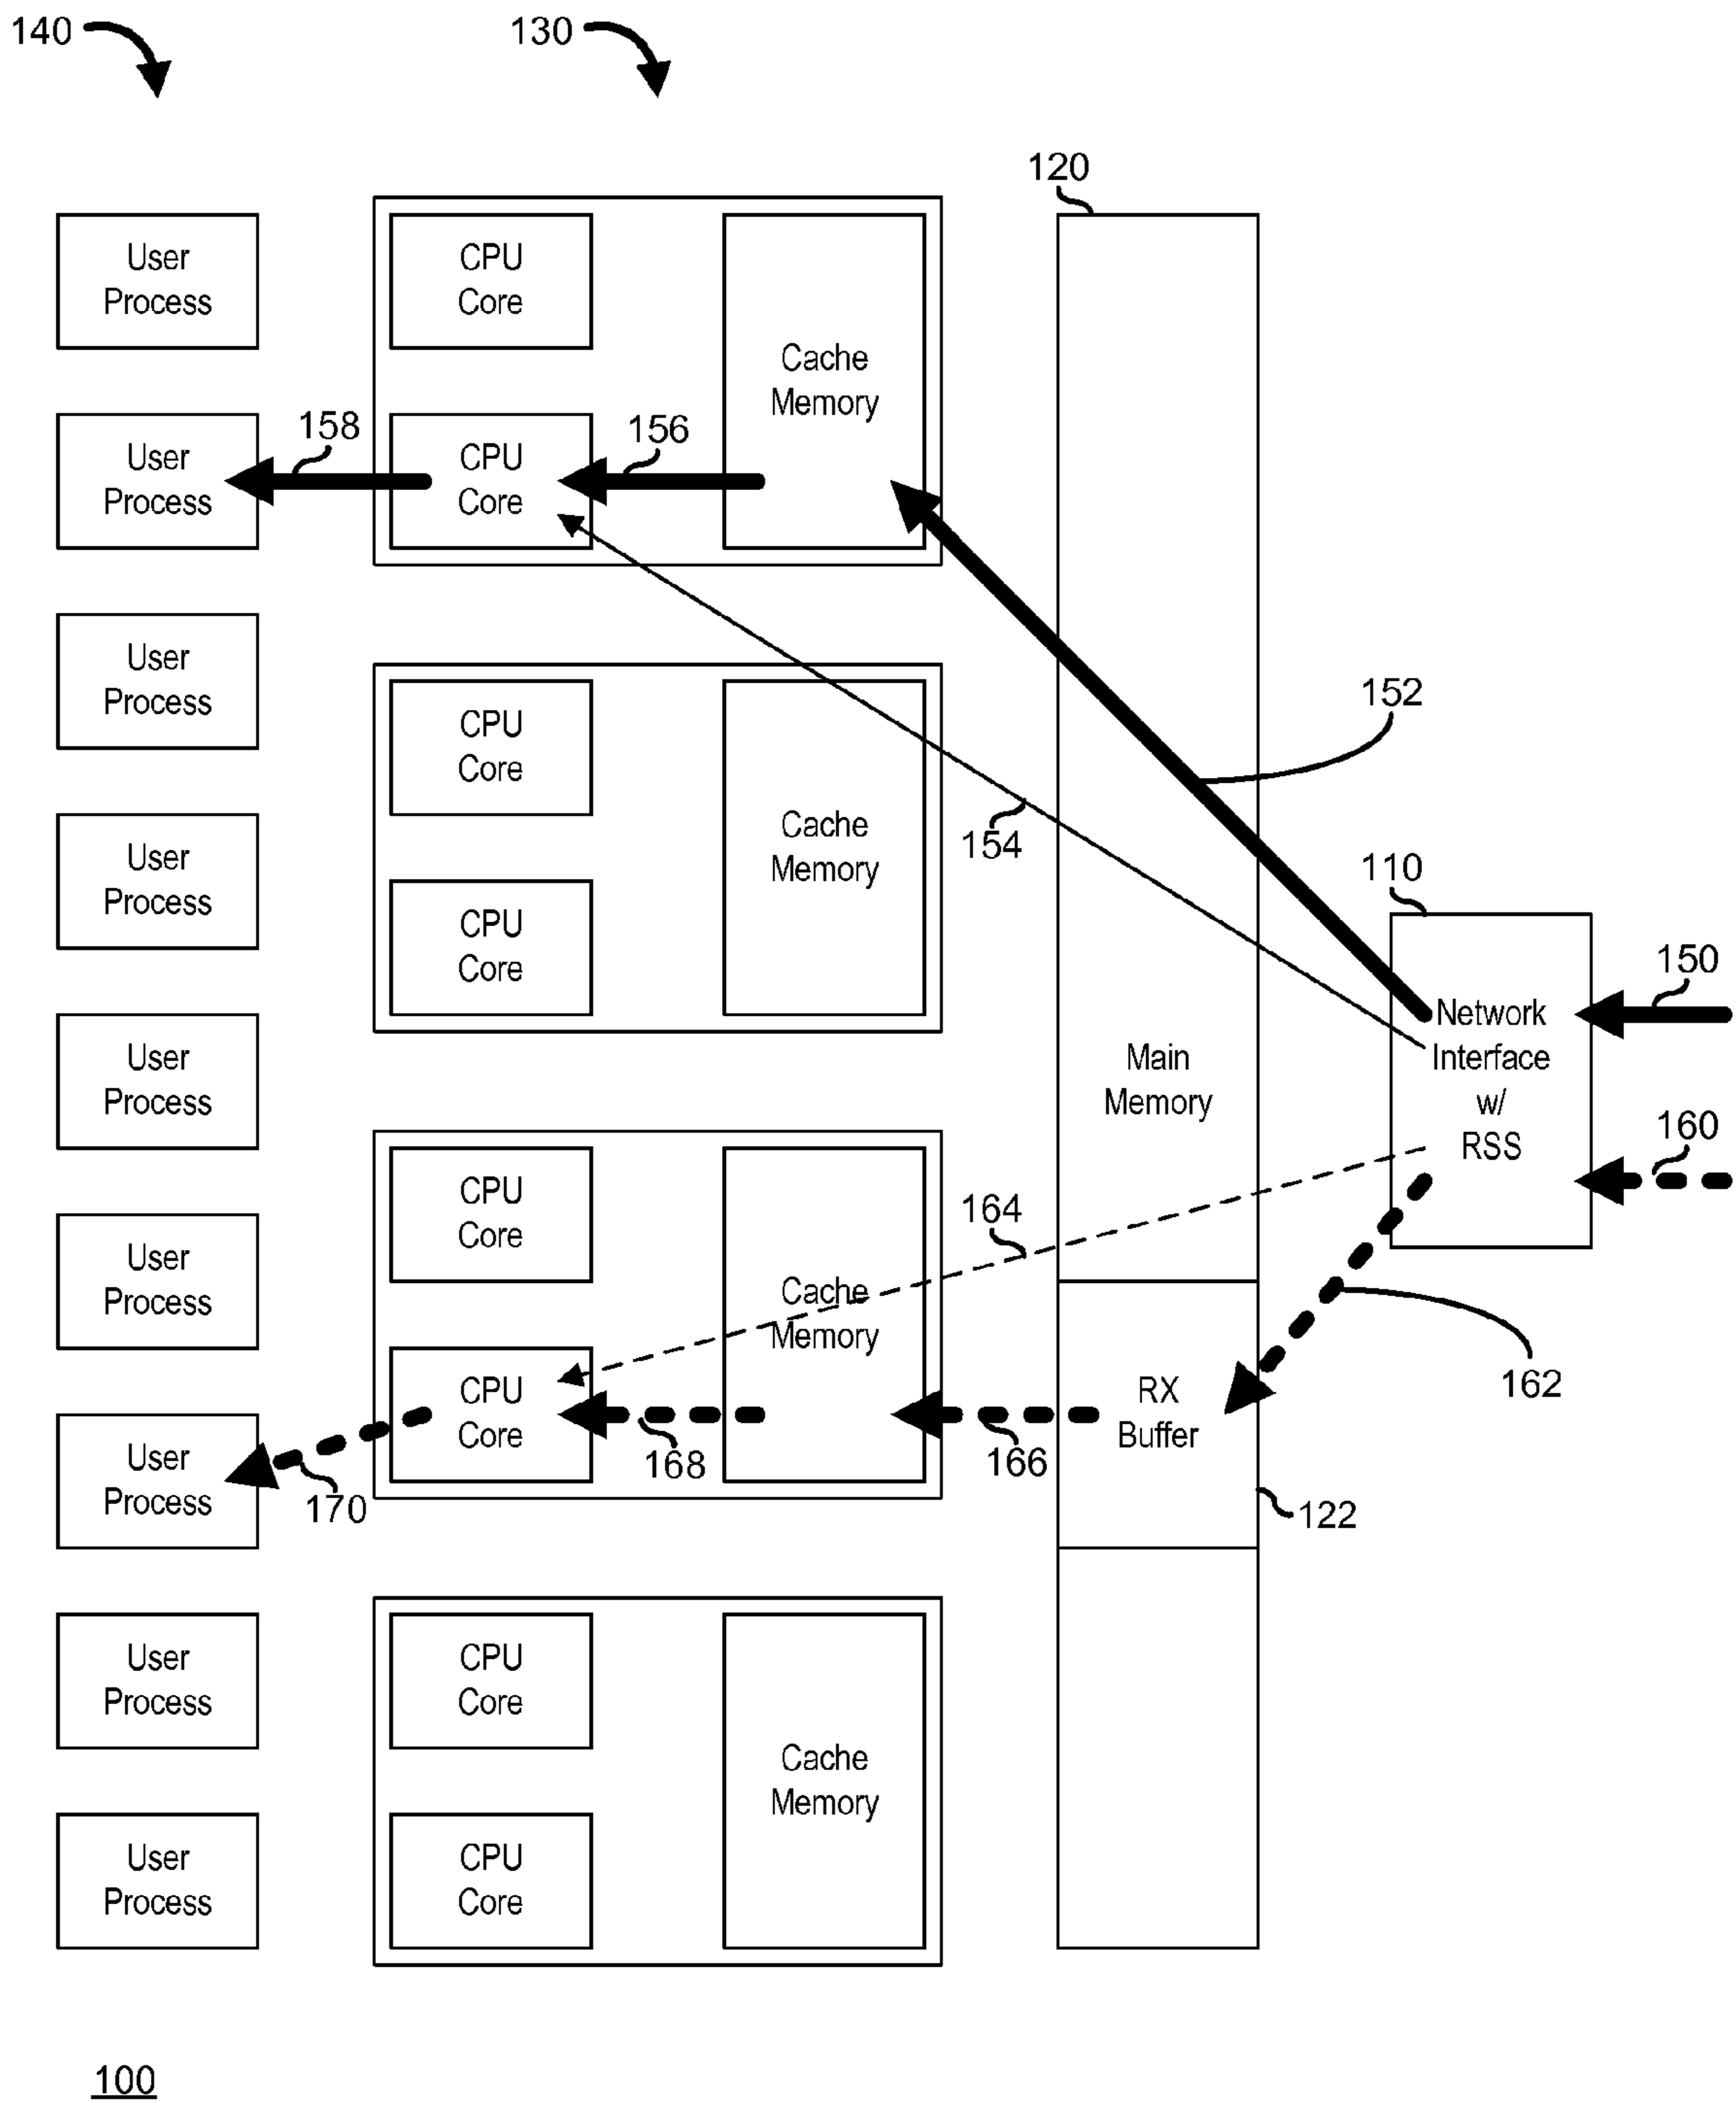 140
130
120
User
Process
CPU
Core
Cache
Memory
158
156
User
Process
CPU
Core
User
Process
152
CPU
Core
154
Cache
Memory
User
Process
110
CPU
Core
150
Network
Interface
w/
RSS
Main
Memory
User
Process
160
CPU
Core
164
User
Process
Cache
Memory
CPU
Core
RX
Buffer
162
168
166
User
Process
170
122
User
Process
CPU
Core
Cache
Memory
User
Process
CPU
Core
100